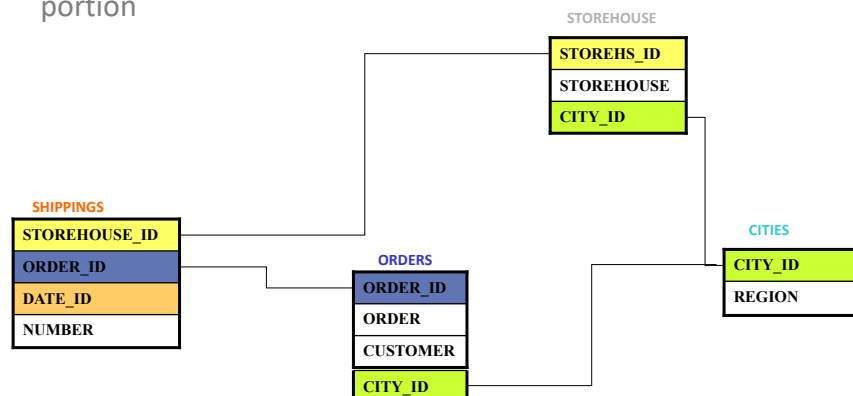 portion
STOREHOUSE
STOREHS_ID
STOREHOUSE
CITY_ID
SHIPPINGS
STOREHOUSE_ID
ORDER_ID
DATE_ID
NUMBER
ORDERS
ORDER_ID
ORDER
CUSTOMER
CITY_ID
CITIES
CITY_ID
REGION